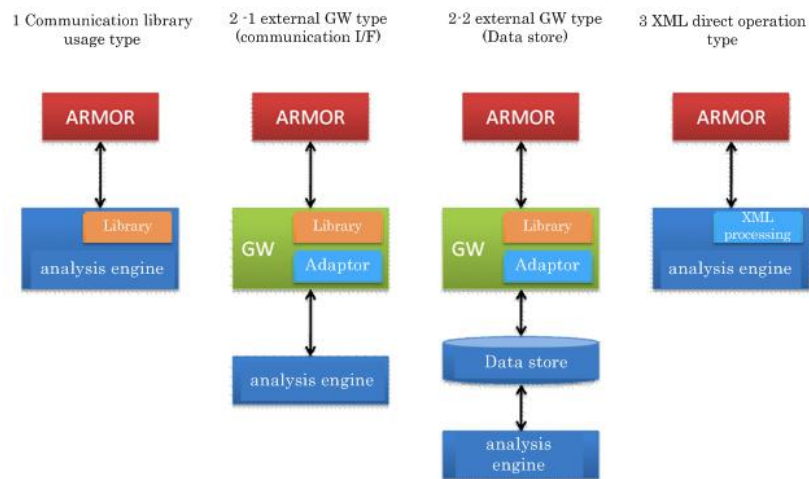 1 Communication library
usage type
2 -1 external GW type
(communication I/F)
2-2 external GW type
(Data store)
3 XML direct operation
type
ARMOR
ARMOR
ARMOR
ARMOR
Library
analysis engine
GW
Library
Adaptor
GW
Library
Adaptor
XML
processing
analysis engine
analysis engine
Data store
analysis
engine